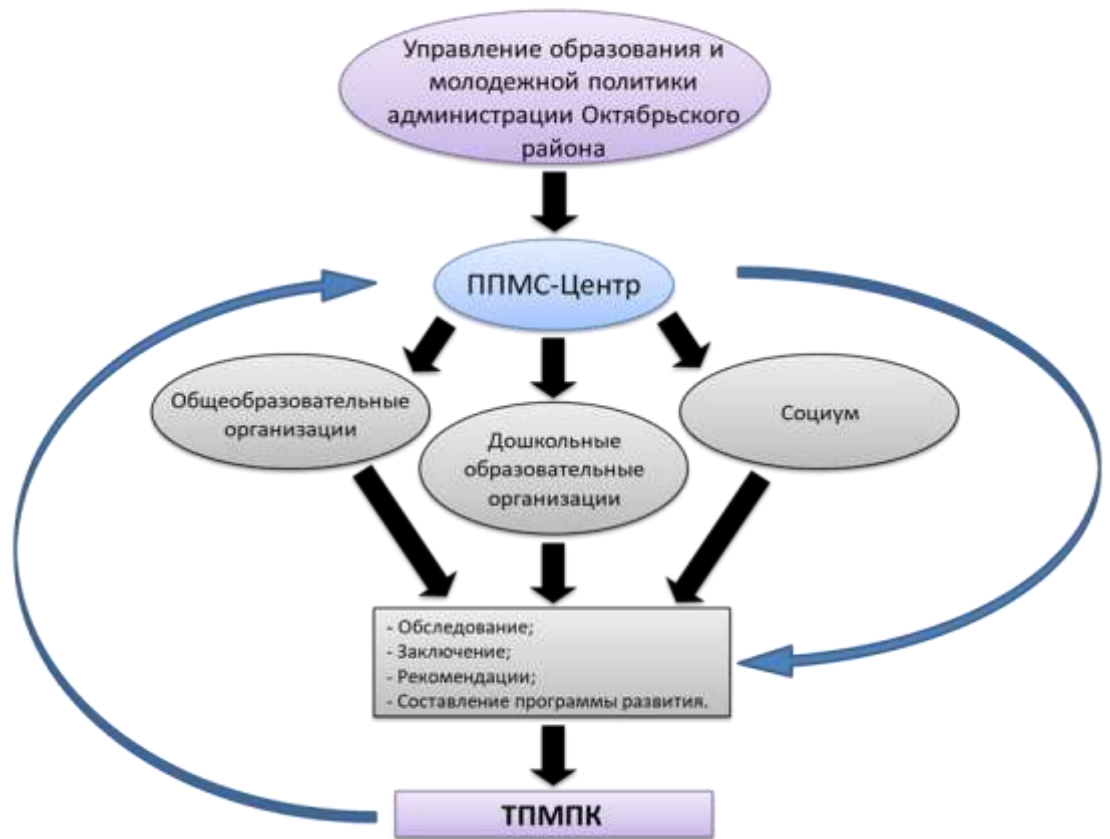 Управление образования и
молодежной политики
администрации Октябрьского
района
ППМС-Центр
Общеобразовательные
организации
Дошкольные
образовательные
организации
Социум
- Обследование;
- Заключение;
- Рекомендации;
- Составление программы развития.
ТПМПК